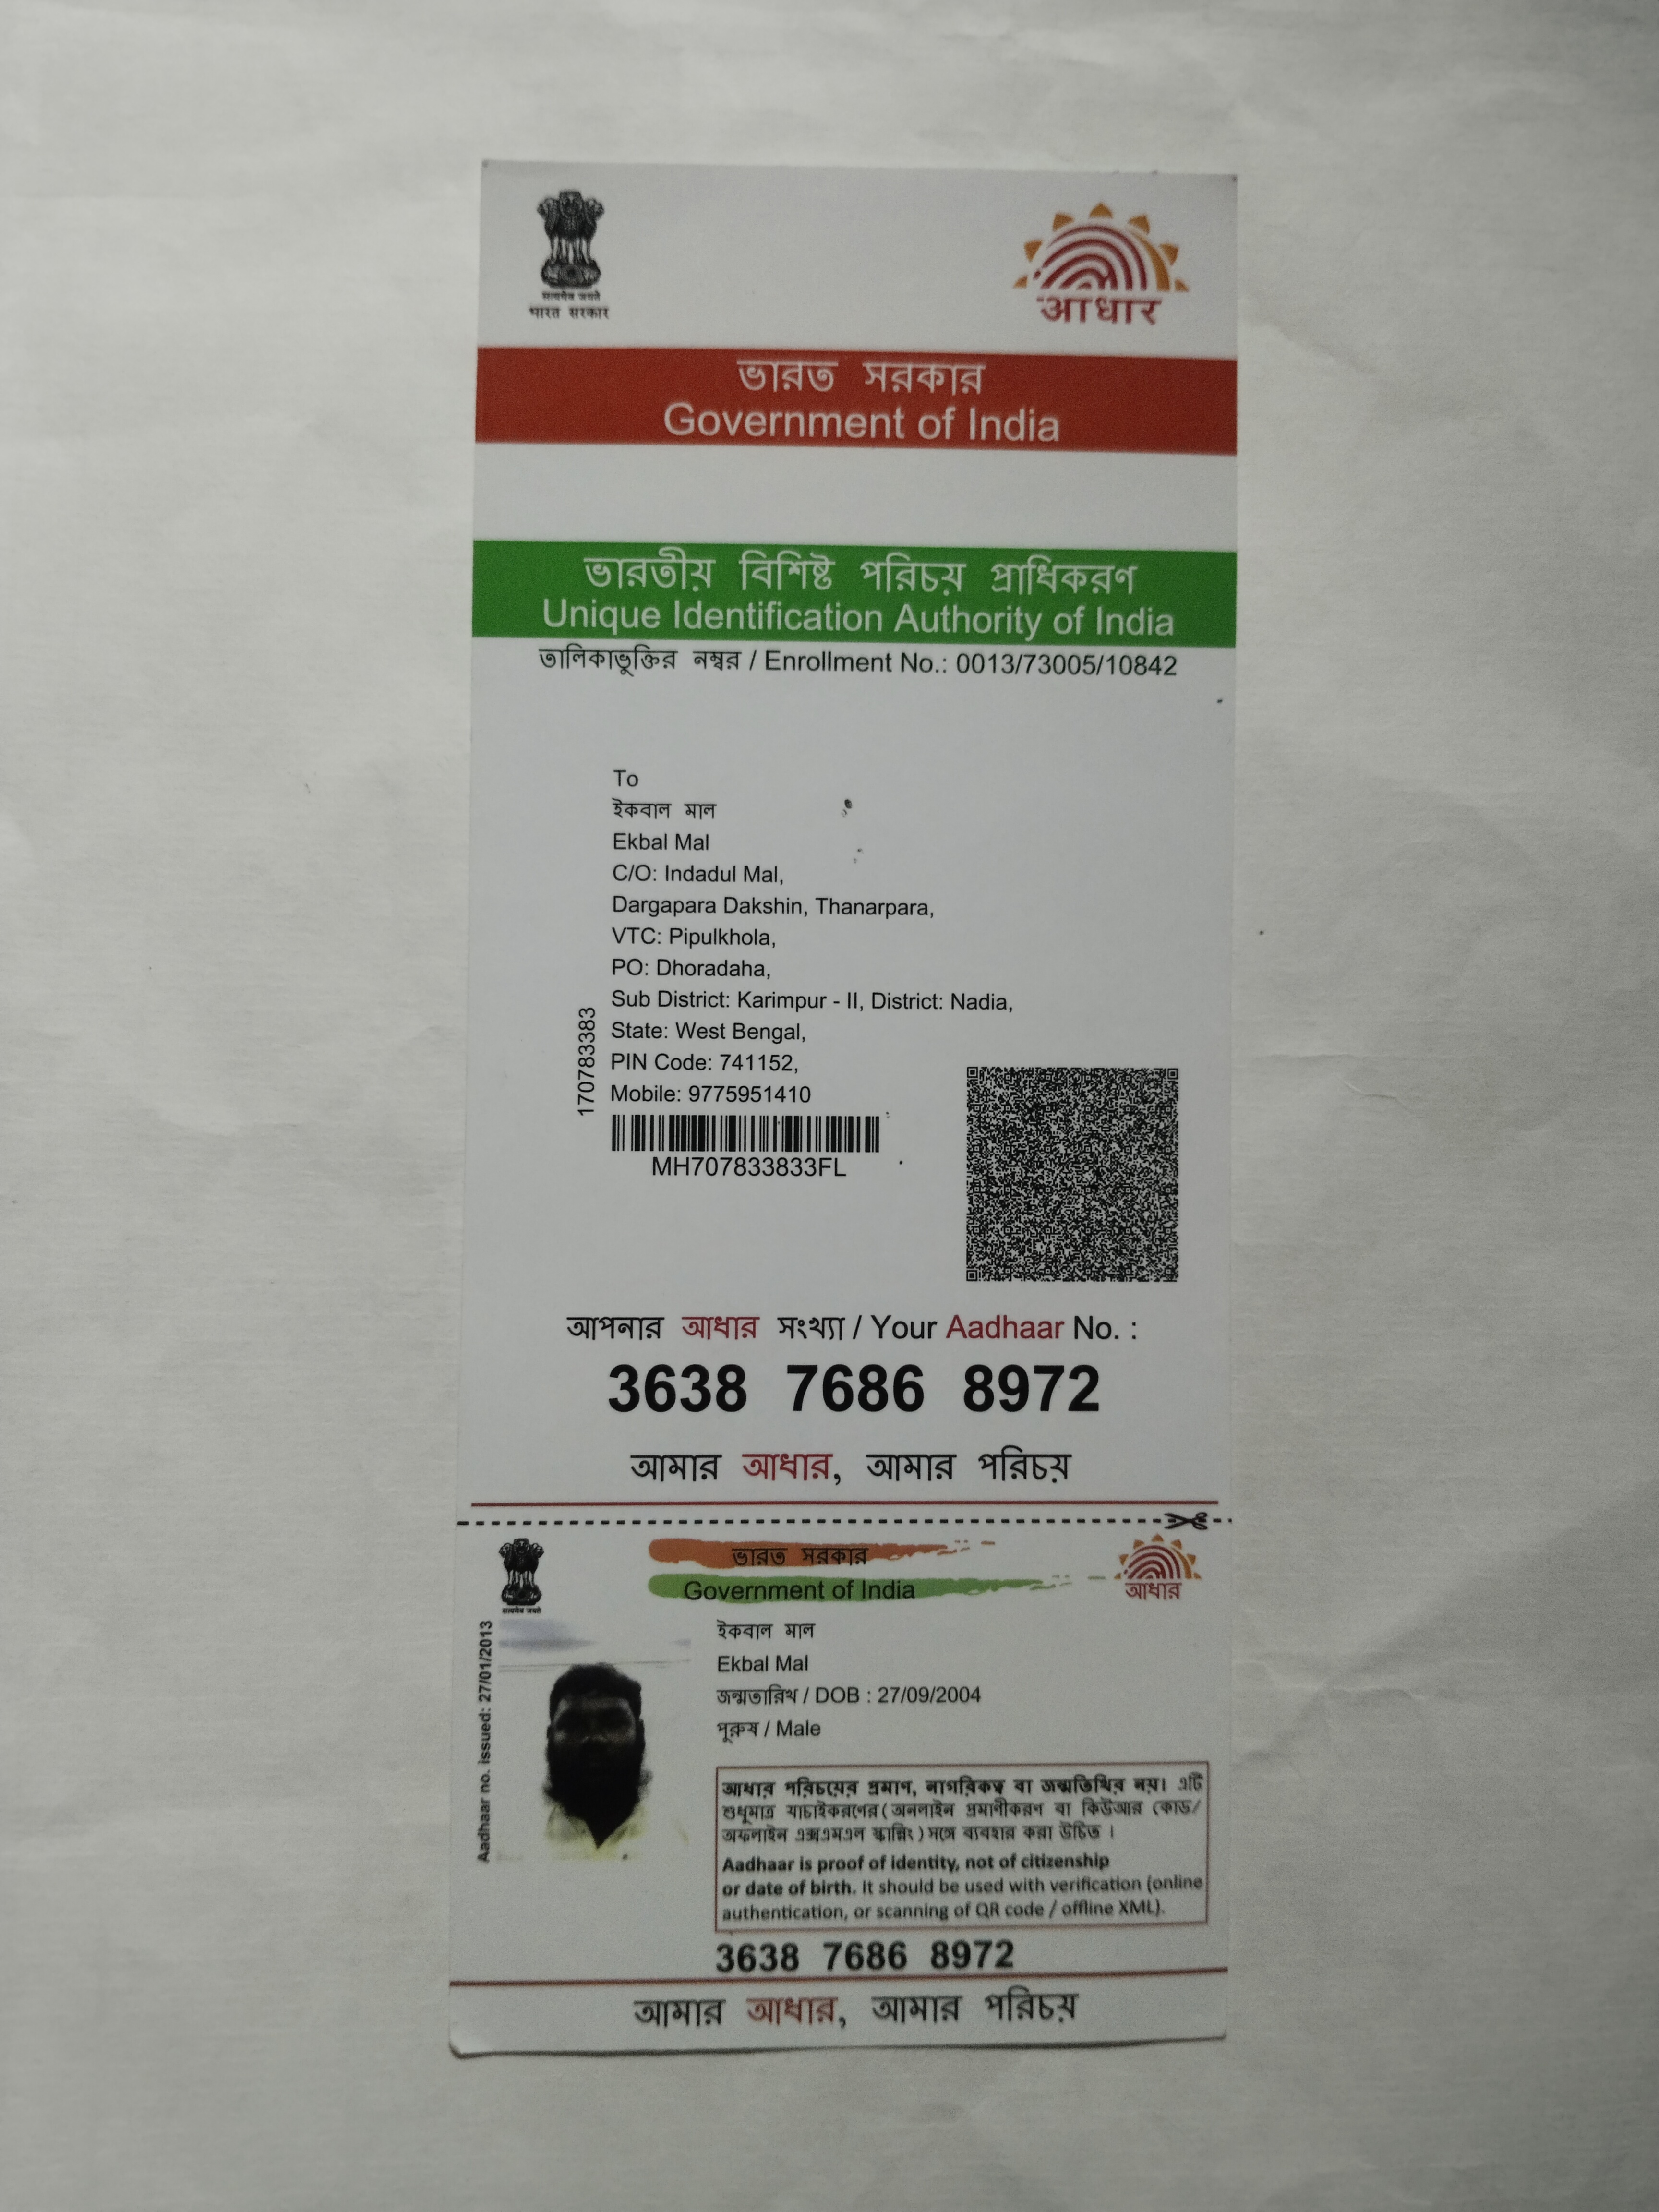 सत्यमेव जयते
भारत सरकार
आधार
ভারত সরকার
Government of India
ভারতীয় বিশিষ্ট পরিচয় প্রাধিকরণ
Unique Identification Authority of India
তালিকাভুক্তির নম্বর / Enrollment No.: 0013/73005/10842
To
ইকবাল মাল
Ekbal Mal
C/O: Indadul Mal,
Dargapara Dakshin, Thanarpara,
VTC: Pipulkhola,
PO: Dhoradaha,
Sub District: Karimpur - II, District: Nadia,
State: West Bengal,
PIN Code: 741152,
Mobile: 9775951410
170783383
MH707833833FL
আপনার আধার সংখ্যা / Your Aadhaar No. :
3638 7686 8972
আমার আধার, আমার পরিচয়
सत्यमेव जयते
ভারত সরকার
Government of India
আধার
Aadhaar no. issued: 27/01/2013
ইকবাল মাল
Ekbal Mal
জন্মতারিখ / DOB : 27/09/2004
পুরুষ / Male
আধার পরিচয়ের প্রমাণ, নাগরিকত্ব বা জন্মতিথির নয়। এটি
শুধুমাত্র যাচাইকরণের (অনলাইন প্রমাণীকরণ বা কিউআর কোড/
অফলাইন এক্সএমএল স্ক্যানিং) সঙ্গে ব্যবহার করা উচিত ।
Aadhaar is proof of identity, not of citizenship
or date of birth. It should be used with verification (online
authentication, or scanning of QR code / offline XML).
3638 7686 8972
আমার আধার, আমার পরিচয়